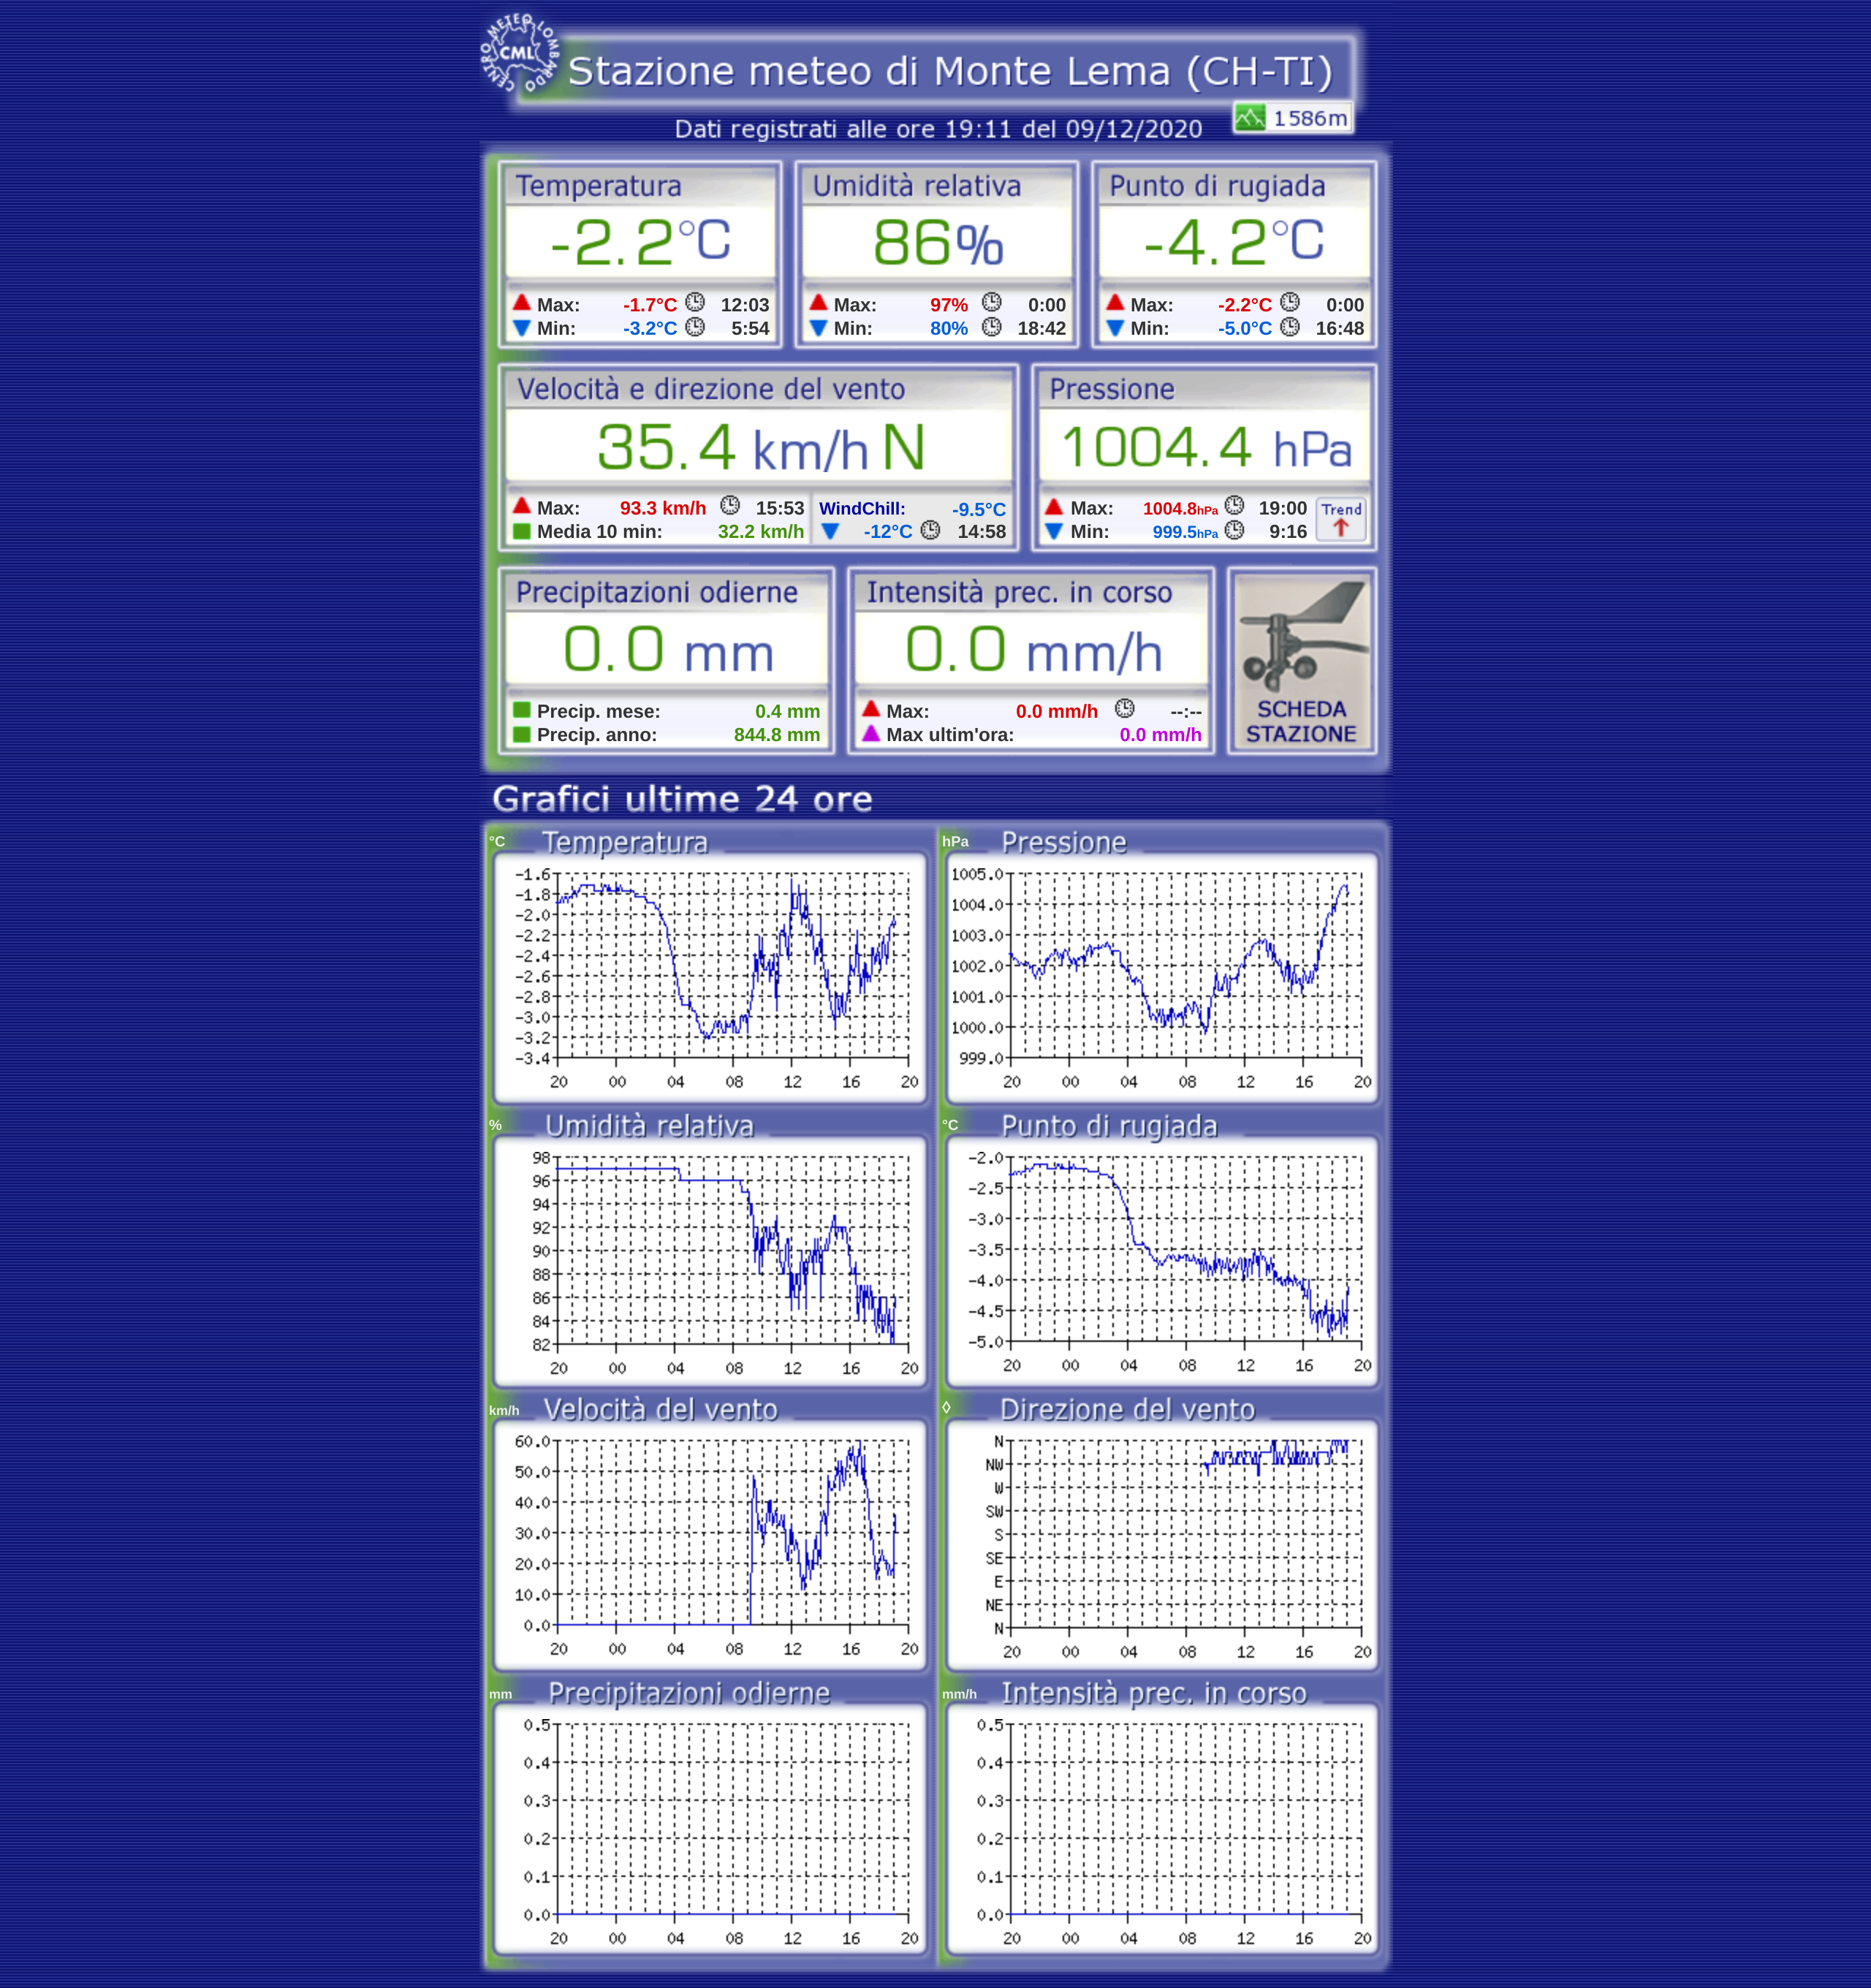 CENTRO METEO LOMBARDO
CML
Stazione meteo di Monte Lema (CH-TI)
1586m
Dati registrati alle ore 19:11 del 09/12/2020
Temperatura
-2.2°C
Max: -1.7°C 12:03
Min: -3.2°C 5:54
Umidità relativa
86%
Max: 97% 0:00
Min: 80% 18:42
Punto di rugiada
-4.2°C
Max: -2.2°C 0:00
Min: -5.0°C 16:48
Velocità e direzione del vento
35.4 km/h N
Max: 93.3 km/h 15:53
Media 10 min: 32.2 km/h
WindChill: -9.5°C
-12°C 14:58
Pressione
1004.4 hPa
Max: 1004.8hPa 19:00
Min: 999.5hPa 9:16
Trend
Precipitazioni odierne
0.0 mm
Precip. mese: 0.4 mm
Precip. anno: 844.8 mm
Intensità prec. in corso
0.0 mm/h
Max: 0.0 mm/h --:--
Max ultim'ora: 0.0 mm/h
SCHEDA
STAZIONE
Grafici ultime 24 ore
°C Temperatura
-1.6
-1.8
-2.0
-2.2
-2.4
-2.6
-2.8
-3.0
-3.2
-3.4
20 00 04 08 12 16 20
hPa Pressione
1005.0
1004.0
1003.0
1002.0
1001.0
1000.0
999.0
20 00 04 08 12 16 20
% Umidità relativa
98
96
94
92
90
88
86
84
82
20 00 04 08 12 16 20
°C Punto di rugiada
-2.0
-2.5
-3.0
-3.5
-4.0
-4.5
-5.0
20 00 04 08 12 16 20
km/h Velocità del vento
60.0
50.0
40.0
30.0
20.0
10.0
0.0
20 00 04 08 12 16 20
◊ Direzione del vento
N
NW
W
SW
S
SE
E
NE
N
20 00 04 08 12 16 20
mm Precipitazioni odierne
0.5
0.4
0.3
0.2
0.1
0.0
20 00 04 08 12 16 20
mm/h Intensità prec. in corso
0.5
0.4
0.3
0.2
0.1
0.0
20 00 04 08 12 16 20